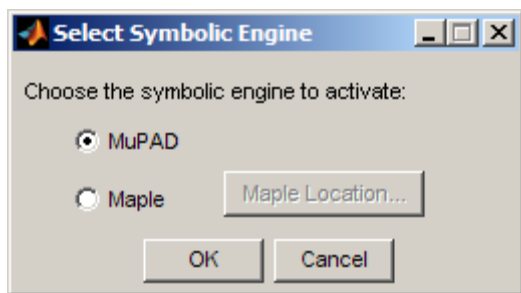 Select Symbolic Engine
Choose the symbolic engine to activate:
MuPAD
Maple Maple Location...
OK Cancel